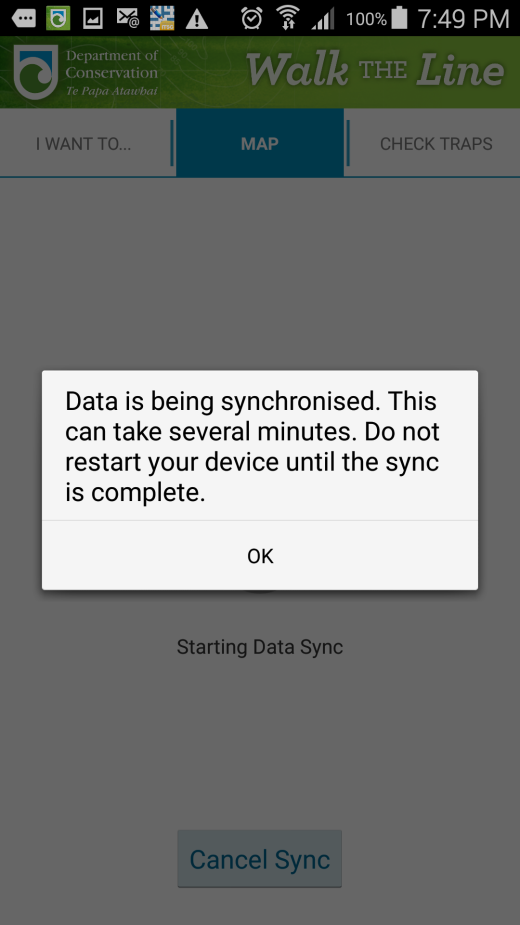 100% 7:49 PM
Department of
Conservation
Te Papa Atawhai
Walk THE Line
I WANT TO...
MAP
CHECK TRAPS
Data is being synchronised. This
can take several minutes. Do not
restart your device until the sync
is complete.
OK
Starting Data Sync
Cancel Sync